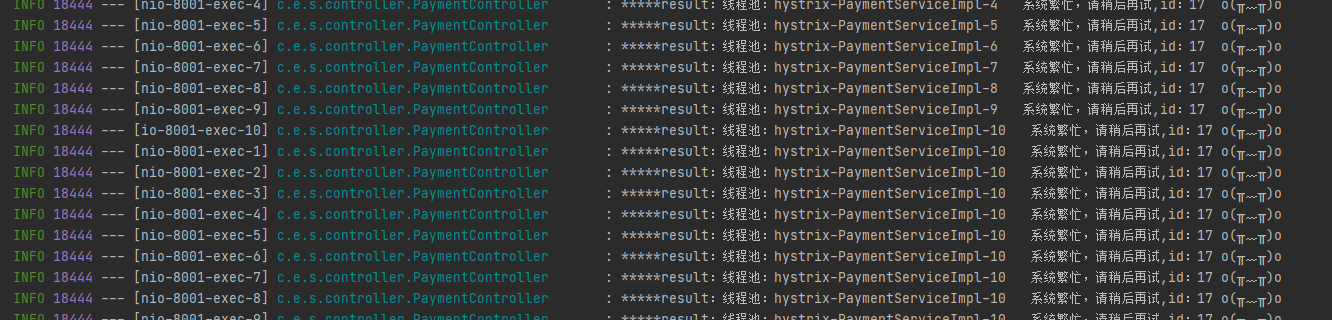 INFO 18444 --- [nio-8001-exec-4] c.e.s.controller.PaymentController : *****result: 线程池: hystrix-PaymentServiceImpl-4 系统繁忙，请稍后再试,id: 17 o(╥﹏╥)o
INFO 18444 --- [nio-8001-exec-5] c.e.s.controller.PaymentController : *****result: 线程池: hystrix-PaymentServiceImpl-5 系统繁忙，请稍后再试,id: 17 o(╥﹏╥)o
INFO 18444 --- [nio-8001-exec-6] c.e.s.controller.PaymentController : *****result: 线程池: hystrix-PaymentServiceImpl-6 系统繁忙，请稍后再试,id: 17 o(╥﹏╥)o
INFO 18444 --- [nio-8001-exec-7] c.e.s.controller.PaymentController : *****result: 线程池: hystrix-PaymentServiceImpl-7 系统繁忙，请稍后再试,id: 17 o(╥﹏╥)o
INFO 18444 --- [nio-8001-exec-8] c.e.s.controller.PaymentController : *****result: 线程池: hystrix-PaymentServiceImpl-8 系统繁忙，请稍后再试,id: 17 o(╥﹏╥)o
INFO 18444 --- [nio-8001-exec-9] c.e.s.controller.PaymentController : *****result: 线程池: hystrix-PaymentServiceImpl-9 系统繁忙，请稍后再试,id: 17 o(╥﹏╥)o
INFO 18444 --- [io-8001-exec-10] c.e.s.controller.PaymentController : *****result: 线程池: hystrix-PaymentServiceImpl-10 系统繁忙，请稍后再试,id: 17 o(╥﹏╥)o
INFO 18444 --- [nio-8001-exec-1] c.e.s.controller.PaymentController : *****result: 线程池: hystrix-PaymentServiceImpl-10 系统繁忙，请稍后再试,id: 17 o(╥﹏╥)o
INFO 18444 --- [nio-8001-exec-2] c.e.s.controller.PaymentController : *****result: 线程池: hystrix-PaymentServiceImpl-10 系统繁忙，请稍后再试,id: 17 o(╥﹏╥)o
INFO 18444 --- [nio-8001-exec-3] c.e.s.controller.PaymentController : *****result: 线程池: hystrix-PaymentServiceImpl-10 系统繁忙，请稍后再试,id: 17 o(╥﹏╥)o
INFO 18444 --- [nio-8001-exec-4] c.e.s.controller.PaymentController : *****result: 线程池: hystrix-PaymentServiceImpl-10 系统繁忙，请稍后再试,id: 17 o(╥﹏╥)o
INFO 18444 --- [nio-8001-exec-5] c.e.s.controller.PaymentController : *****result: 线程池: hystrix-PaymentServiceImpl-10 系统繁忙，请稍后再试,id: 17 o(╥﹏╥)o
INFO 18444 --- [nio-8001-exec-6] c.e.s.controller.PaymentController : *****result: 线程池: hystrix-PaymentServiceImpl-10 系统繁忙，请稍后再试,id: 17 o(╥﹏╥)o
INFO 18444 --- [nio-8001-exec-7] c.e.s.controller.PaymentController : *****result: 线程池: hystrix-PaymentServiceImpl-10 系统繁忙，请稍后再试,id: 17 o(╥﹏╥)o
INFO 18444 --- [nio-8001-exec-8] c.e.s.controller.PaymentController : *****result: 线程池: hystrix-PaymentServiceImpl-10 系统繁忙，请稍后再试,id: 17 o(╥﹏╥)o
INFO 18444 --- [nio-8001-exec-9] c.e.s.controller.PaymentController : *****result: 线程池: hystrix-PaymentServiceImpl-10 系统繁忙，请稍后再试,id: 17 o(╥﹏╥)o